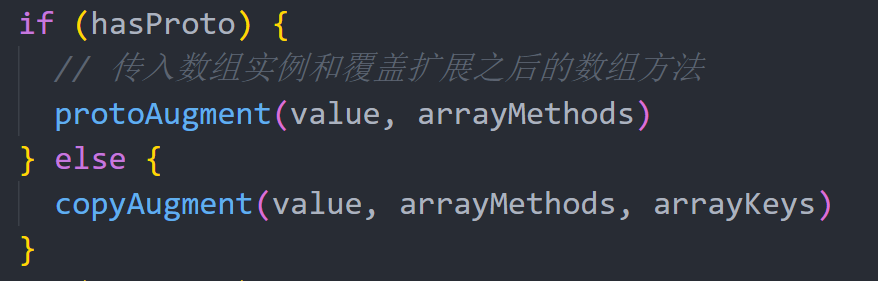 if (hasProto) {
// 传入数组实例和覆盖扩展之后的数组方法
protoAugment(value, arrayMethods)
} else {
copyAugment(value, arrayMethods, arrayKeys)
}